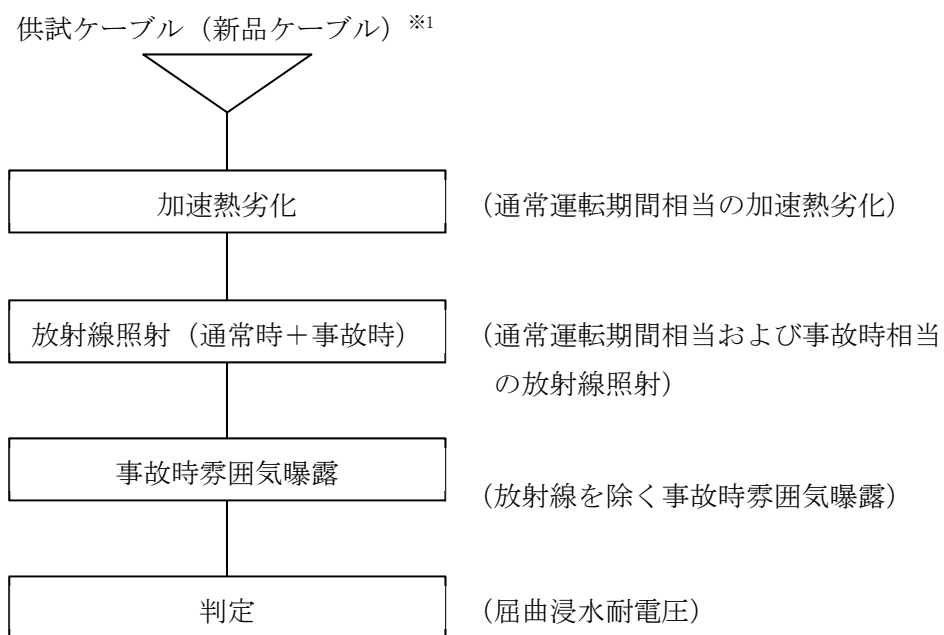 供試ケーブル（新品ケーブル）※1
加速熱劣化
（通常運転期間相当の加速熱劣化）
放射線照射（通常時＋事故時）
（通常運転期間相当および事故時相当
の放射線照射）
事故時雰囲気曝露
（放射線を除く事故時雰囲気曝露）
判定
（屈曲浸水耐電圧）